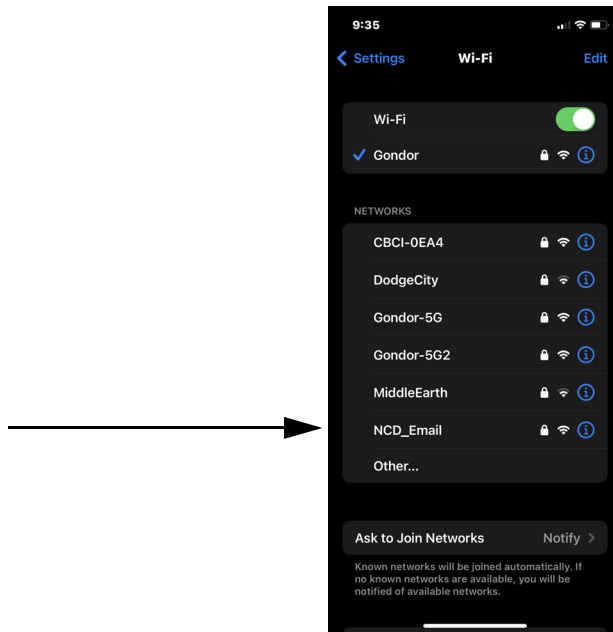 9:35
Settings Wi-Fi Edit
Wi-Fi
Gondor
NETWORKS
CBCI-0EA4
DodgeCity
Gondor-5G
Gondor-5G2
MiddleEarth
NCD_Email
Other...
Ask to Join Networks Notify
Known networks will be joined automatically. If
no known networks are available, you will be
notified of available networks.